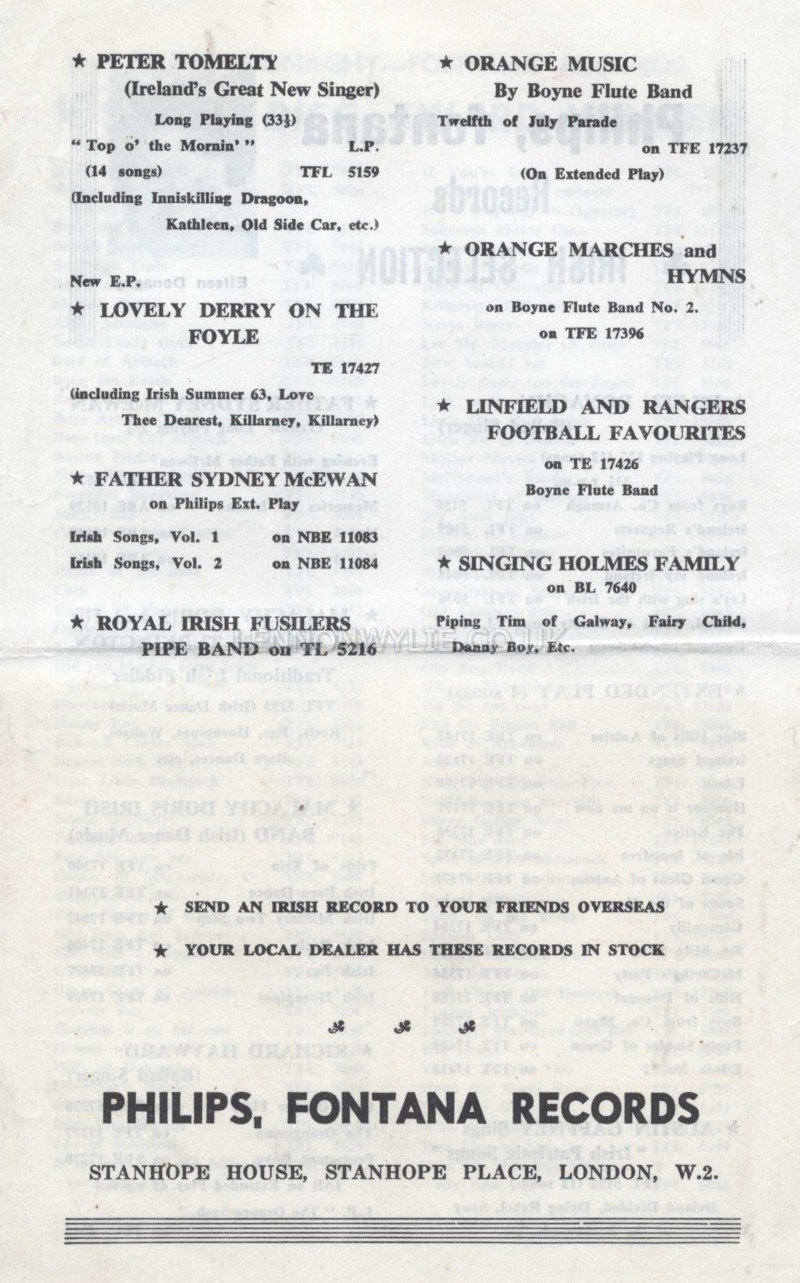 ★ PETER TOMELTY
(Ireland's Great New Singer)
Long Playing (33⅓)
“ Top o' the Mornin' ” L.P.
(14 songs) TFL 5159
(Including Inniskilling Dragoon,
Kathleen, Old Side Car, etc.)
New E.P.
★ LOVELY DERRY ON THE
FOYLE
TE 17427
(including Irish Summer 63, Love
Thee Dearest, Killarney, Killarney)
★ FATHER SYDNEY McEWAN
on Philips Ext. Play
Irish Songs, Vol. 1 on NBE 11083
Irish Songs, Vol. 2 on NBE 11084
★ ROYAL IRISH FUSILERS
PIPE BAND on TL 5216
★ ORANGE MUSIC
By Boyne Flute Band
Twelfth of July Parade
on TFE 17237
(On Extended Play)
★ ORANGE MARCHES and
HYMNS
on Boyne Flute Band No. 2.
on TFE 17396
★ LINFIELD AND RANGERS
FOOTBALL FAVOURITES
on TE 17426
Boyne Flute Band
★ SINGING HOLMES FAMILY
on BL 7640
Piping Tim of Galway, Fairy Child,
Danny Boy, Etc.
LENNONWYLIE.CO.UK
★ SEND AN IRISH RECORD TO YOUR FRIENDS OVERSEAS
★ YOUR LOCAL DEALER HAS THESE RECORDS IN STOCK
PHILIPS, FONTANA RECORDS
STANHOPE HOUSE, STANHOPE PLACE, LONDON, W.2.